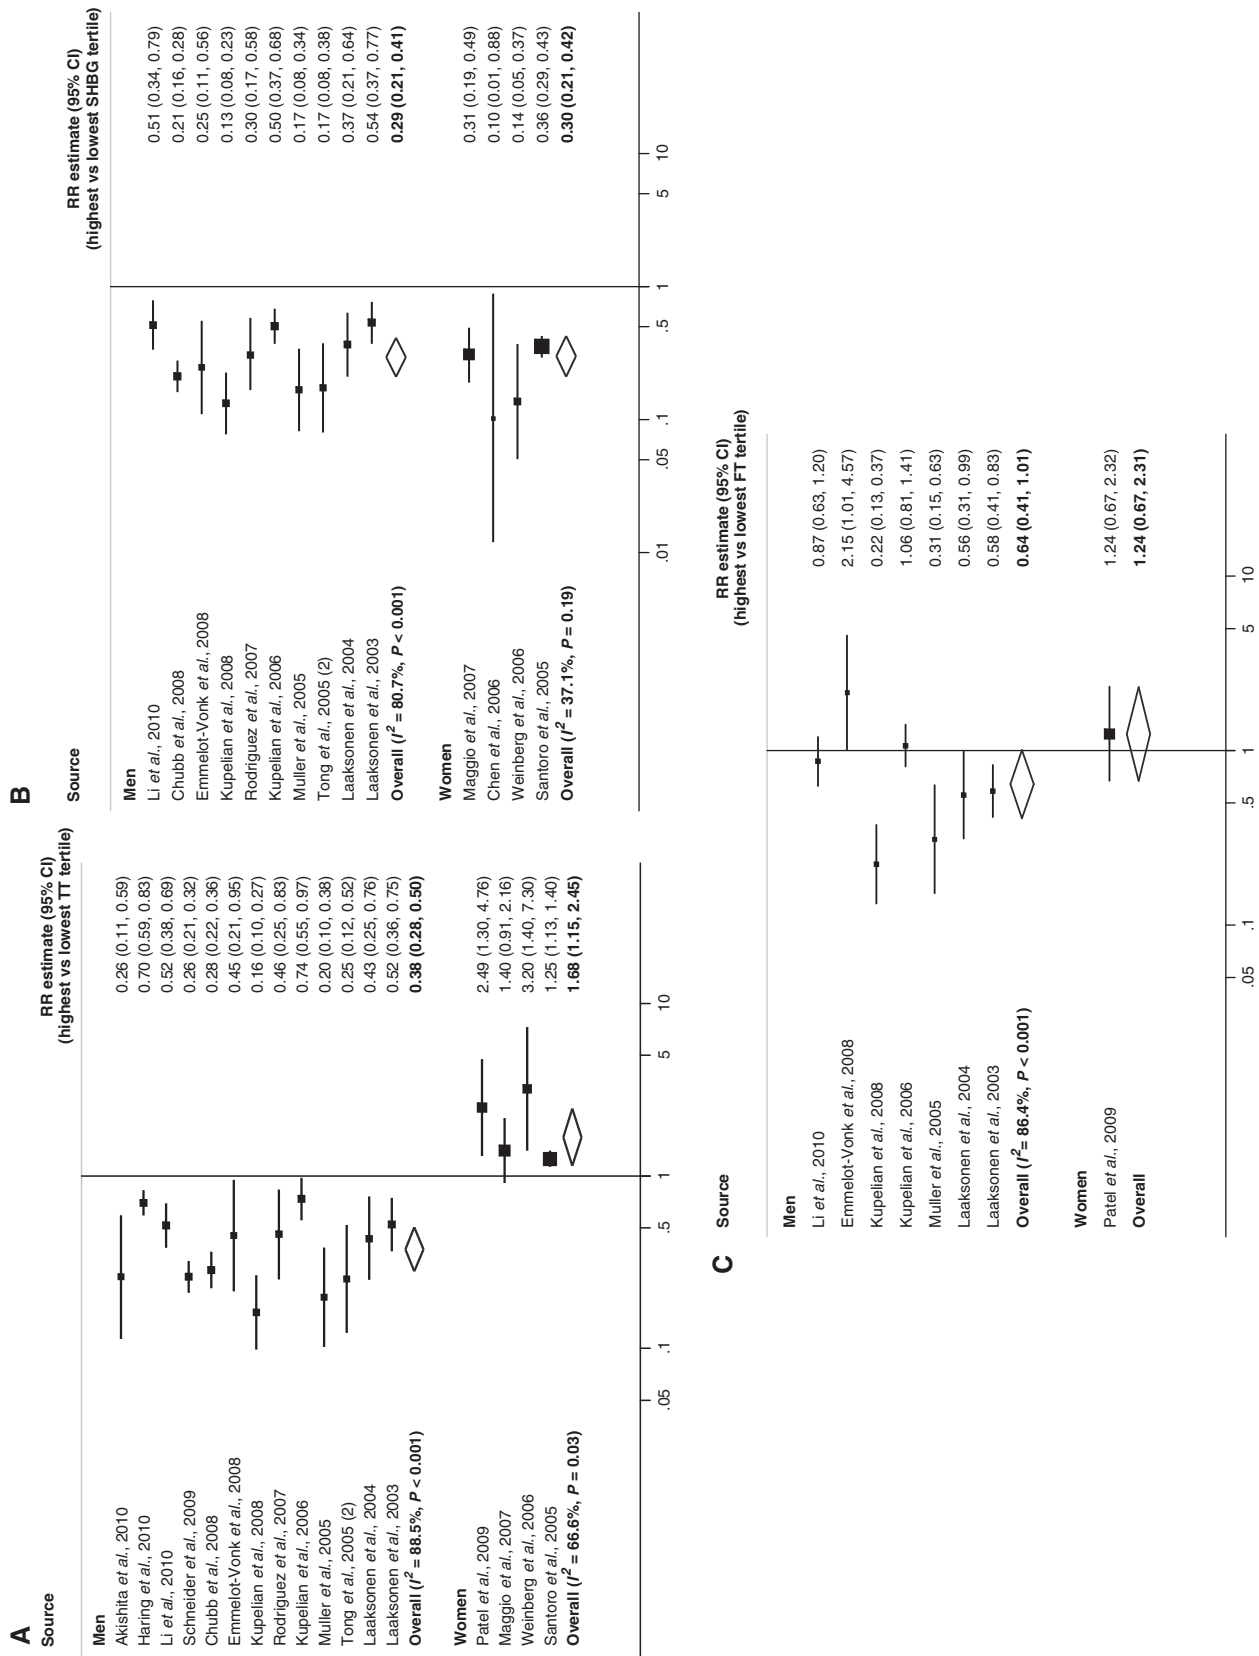 A
Source
RR estimate (95% CI)
(highest vs lowest TT tertile)
Men
Akishita et al., 2010 0.26 (0.11, 0.59)
Haring et al., 2010 0.70 (0.59, 0.83)
Li et al., 2010 0.52 (0.38, 0.69)
Schneider et al., 2009 0.26 (0.21, 0.32)
Chubb et al., 2008 0.28 (0.22, 0.36)
Emmelot-Vonk et al., 2008 0.45 (0.21, 0.95)
Kupelian et al., 2008 0.16 (0.10, 0.27)
Rodriguez et al., 2007 0.46 (0.25, 0.83)
Kupelian et al., 2006 0.74 (0.55, 0.97)
Muller et al., 2005 0.20 (0.10, 0.38)
Tong et al., 2005 (2) 0.25 (0.12, 0.52)
Laaksonen et al., 2004 0.43 (0.25, 0.76)
Laaksonen et al., 2003 0.52 (0.36, 0.75)
Overall (I² = 88.5%, P < 0.001) 0.38 (0.28, 0.50)
Women
Patel et al., 2009 2.49 (1.30, 4.76)
Maggio et al., 2007 1.40 (0.91, 2.16)
Weinberg et al., 2006 3.20 (1.40, 7.30)
Santoro et al., 2005 1.25 (1.13, 1.40)
Overall (I² = 66.6%, P = 0.03) 1.68 (1.15, 2.45)
.05 .1 .5 1 5 10
B
Source
RR estimate (95% CI)
(highest vs lowest SHBG tertile)
Men
Li et al., 2010 0.51 (0.34, 0.79)
Chubb et al., 2008 0.21 (0.16, 0.28)
Emmelot-Vonk et al., 2008 0.25 (0.11, 0.56)
Kupelian et al., 2008 0.13 (0.08, 0.23)
Rodriguez et al., 2007 0.30 (0.17, 0.58)
Kupelian et al., 2006 0.50 (0.37, 0.68)
Muller et al., 2005 0.17 (0.08, 0.34)
Tong et al., 2005 (2) 0.17 (0.08, 0.38)
Laaksonen et al., 2004 0.37 (0.21, 0.64)
Laaksonen et al., 2003 0.54 (0.37, 0.77)
Overall (I² = 80.7%, P < 0.001) 0.29 (0.21, 0.41)
Women
Maggio et al., 2007 0.31 (0.19, 0.49)
Chen et al., 2006 0.10 (0.01, 0.88)
Weinberg et al., 2006 0.14 (0.05, 0.37)
Santoro et al., 2005 0.36 (0.29, 0.43)
Overall (I² = 37.1%, P = 0.19) 0.30 (0.21, 0.42)
.01 .05 .1 .5 1 5 10
C
Source
RR estimate (95% CI)
(highest vs lowest FT tertile)
Men
Li et al., 2010 0.87 (0.63, 1.20)
Emmelot-Vonk et al., 2008 2.15 (1.01, 4.57)
Kupelian et al., 2008 0.22 (0.13, 0.37)
Kupelian et al., 2006 1.06 (0.81, 1.41)
Muller et al., 2005 0.31 (0.15, 0.63)
Laaksonen et al., 2004 0.56 (0.31, 0.99)
Laaksonen et al., 2003 0.58 (0.41, 0.83)
Overall (I² = 86.4%, P < 0.001) 0.64 (0.41, 1.01)
Women
Patel et al., 2009 1.24 (0.67, 2.32)
Overall 1.24 (0.67, 2.31)
.05 .1 .5 1 5 10